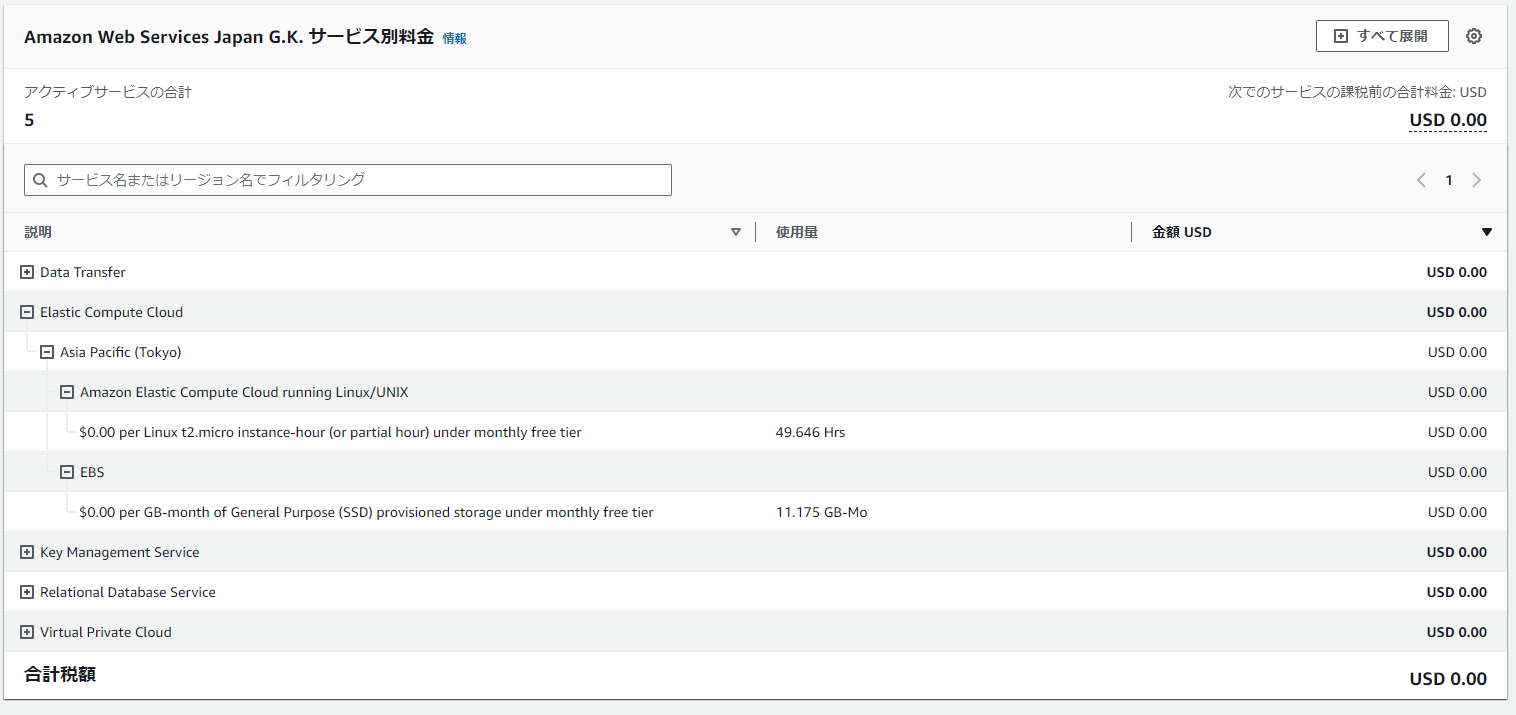 Amazon Web Services Japan G.K. サービス別料金 情報
すべて展開
アクティブサービスの合計
次でのサービスの課税前の合計料金: USD
5
USD 0.00
サービス名またはリージョン名でフィルタリング
1
説明 使用量 金額 USD
Data Transfer USD 0.00
Elastic Compute Cloud USD 0.00
Asia Pacific (Tokyo) USD 0.00
Amazon Elastic Compute Cloud running Linux/UNIX USD 0.00
$0.00 per Linux t2.micro instance-hour (or partial hour) under monthly free tier 49.646 Hrs USD 0.00
EBS USD 0.00
$0.00 per GB-month of General Purpose (SSD) provisioned storage under monthly free tier 11.175 GB-Mo USD 0.00
Key Management Service USD 0.00
Relational Database Service USD 0.00
Virtual Private Cloud USD 0.00
合計税額 USD 0.00